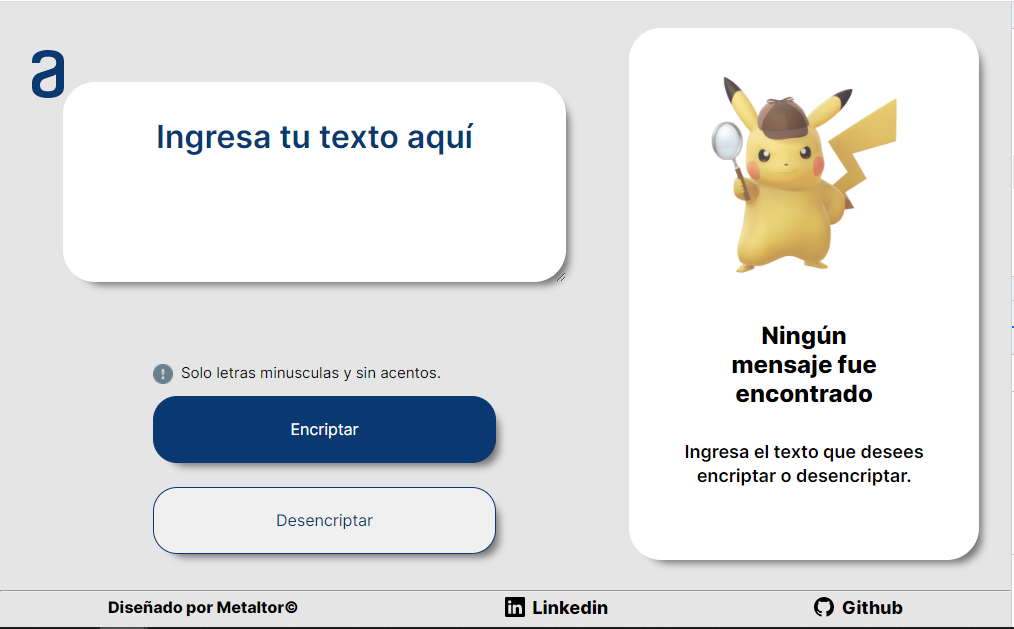 a
Ingresa tu texto aquí
Solo letras minusculas y sin acentos.
Encriptar
Desencriptar
Ningún
mensaje fue
encontrado
Ingresa el texto que desees
encriptar o desencriptar.
Diseñado por Metaltor©
Linkedin
Github